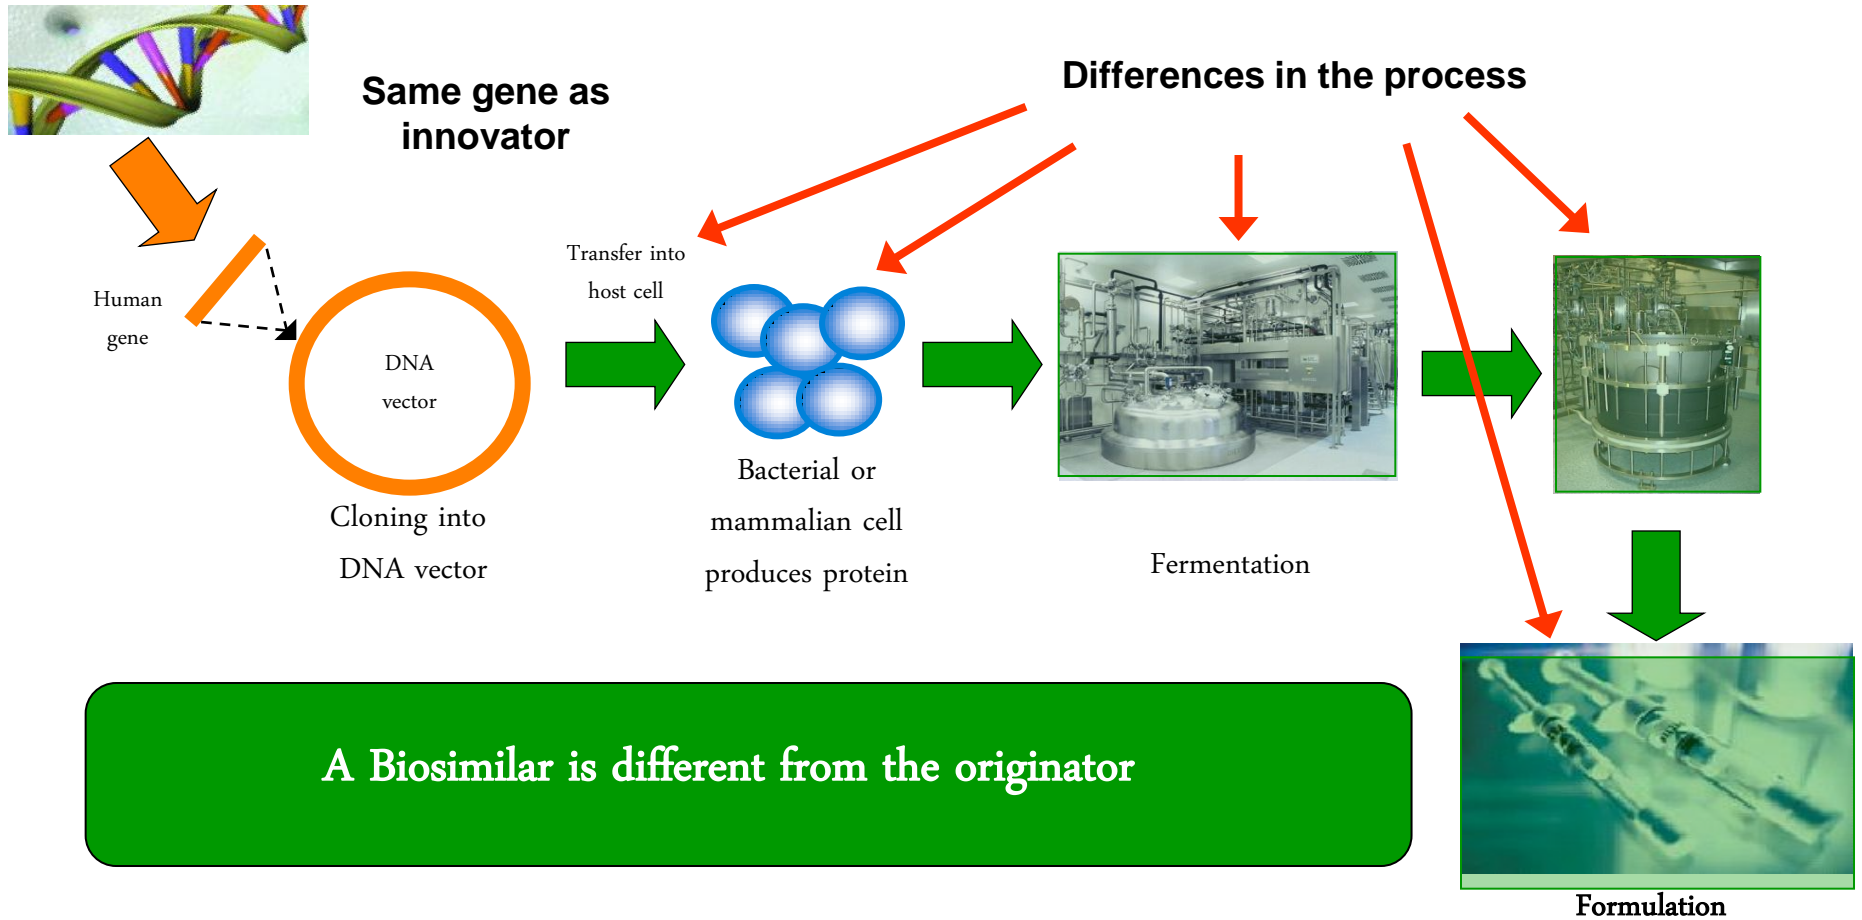 Same gene as
innovator
Differences in the process
Transfer into
host cell
Human
gene
DNA
vector
Cloning into
DNA vector
Bacterial or
mammalian cell
produces protein
Fermentation
A Biosimilar is different from the originator
Formulation